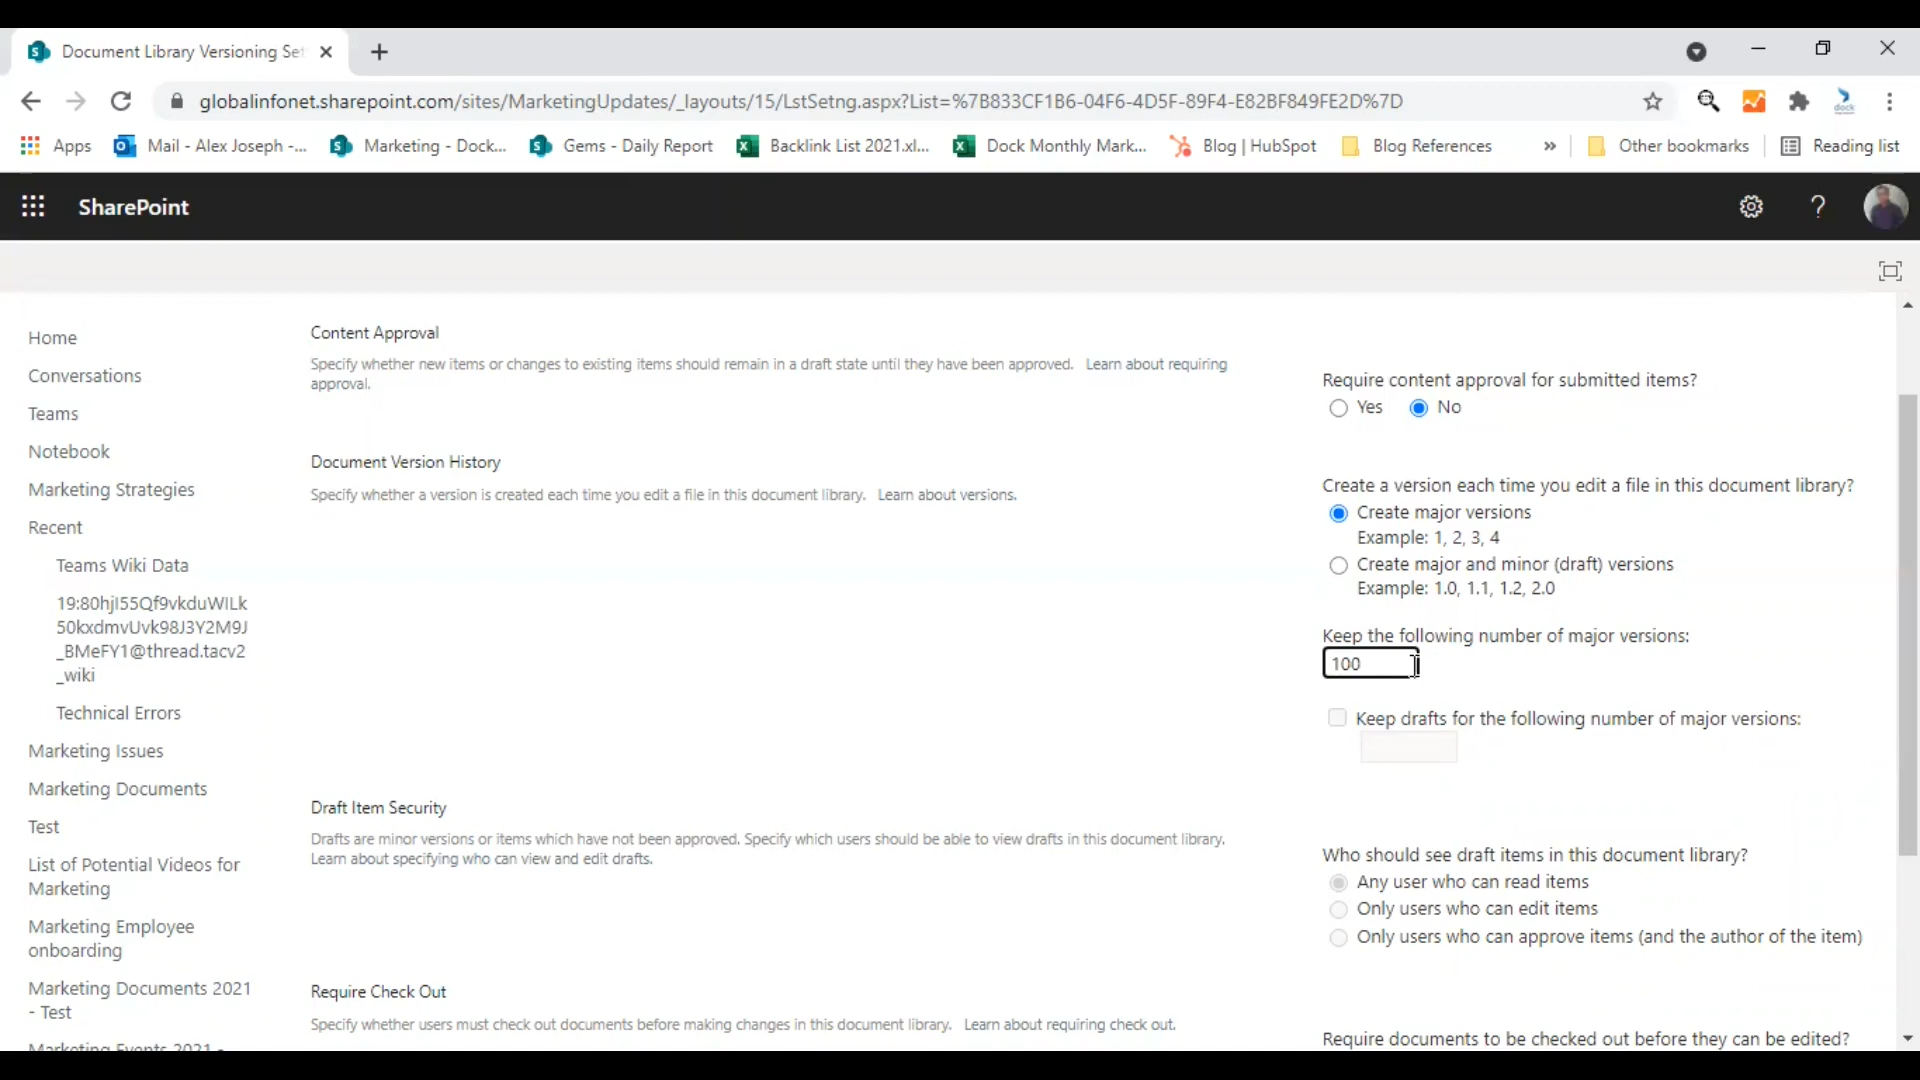 Document Library Versioning Set
globalinfonet.sharepoint.com/sites/MarketingUpdates/_layouts/15/LstSetng.aspx?List=%7B833CF1B6-04F6-4D5F-89F4-E82BF849FE2D%7D
dock
Apps Mail - Alex Joseph -... Marketing - Dock... Gems - Daily Report Backlink List 2021.xl... Dock Monthly Mark... Blog | HubSpot Blog References » Other bookmarks Reading list
SharePoint
Home
Conversations
Teams
Notebook
Marketing Strategies
Recent
Teams Wiki Data
19:80hjI55Qf9vkduWILk
50kxdmvUvk98J3Y2M9J
_BMeFY1@thread.tacv2
_wiki
Technical Errors
Marketing Issues
Marketing Documents
Test
List of Potential Videos for
Marketing
Marketing Employee
onboarding
Marketing Documents 2021
- Test
Marketing Events 2021 -
Content Approval
Specify whether new items or changes to existing items should remain in a draft state until they have been approved. Learn about requiring
approval.
Require content approval for submitted items?
Yes No
Document Version History
Specify whether a version is created each time you edit a file in this document library. Learn about versions.
Create a version each time you edit a file in this document library?
Create major versions
Example: 1, 2, 3, 4
Create major and minor (draft) versions
Example: 1.0, 1.1, 1.2, 2.0
Keep the following number of major versions:
100
Keep drafts for the following number of major versions:
Draft Item Security
Drafts are minor versions or items which have not been approved. Specify which users should be able to view drafts in this document library.
Learn about specifying who can view and edit drafts.
Who should see draft items in this document library?
Any user who can read items
Only users who can edit items
Only users who can approve items (and the author of the item)
Require Check Out
Specify whether users must check out documents before making changes in this document library. Learn about requiring check out.
Require documents to be checked out before they can be edited?